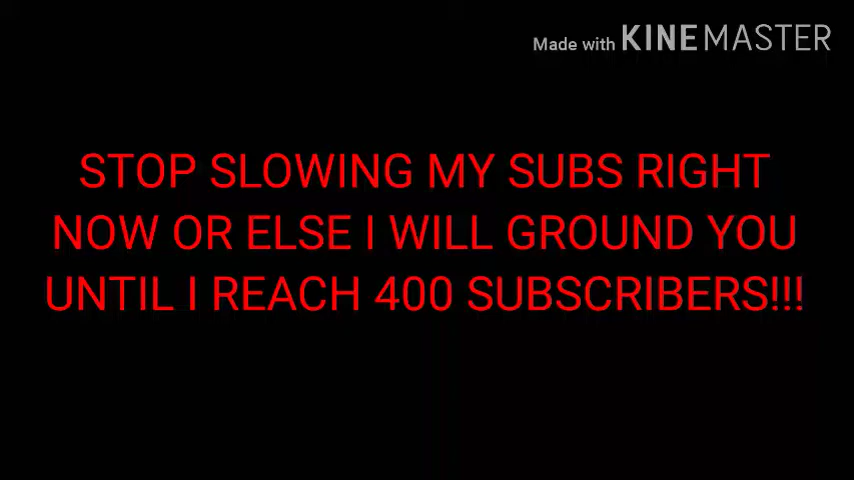 Made with KINEMASTER
STOP SLOWING MY SUBS RIGHT
NOW OR ELSE I WILL GROUND YOU
UNTIL I REACH 400 SUBSCRIBERS!!!